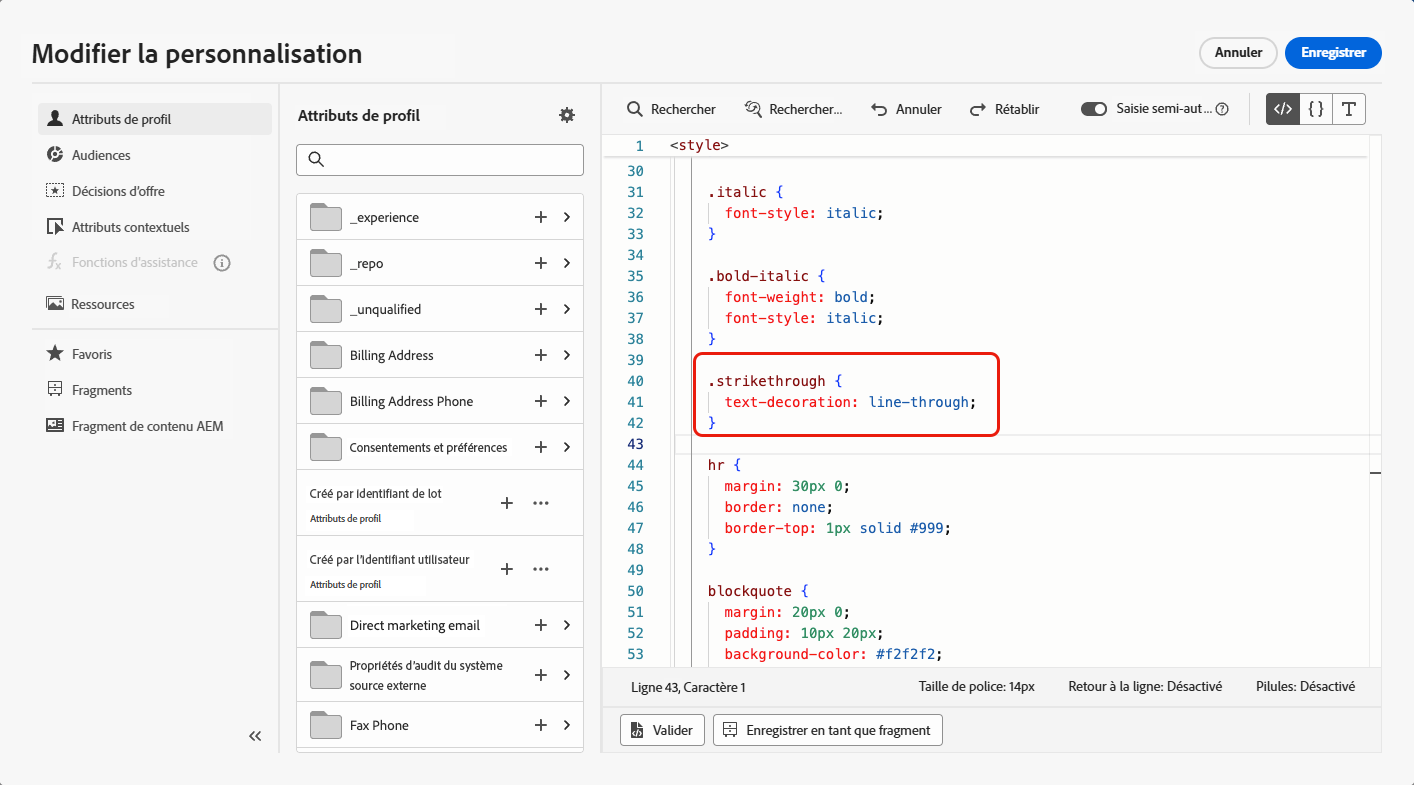 Modifier la personnalisation
Annuler
Enregistrer
Attributs de profil
Audiences
Décisions d’offre
Attributs contextuels
Fonctions d’assistance
Ressources
Favoris
Fragments
Fragment de contenu AEM
Attributs de profil
_experience
_repo
_unqualified
Billing Address
Billing Address Phone
Consentements et préférences
Créé par identifiant de lot
Attributs de profil
Créé par l’identifiant utilisateur
Attributs de profil
Direct marketing email
Propriétés d’audit du système
source externe
Fax Phone
Rechercher
Rechercher...
Annuler
Rétablir
Saisie semi-aut...
1 <style>
30
31 .italic {
32 font-style: italic;
33 }
34
35 .bold-italic {
36 font-weight: bold;
37 font-style: italic;
38 }
39
40 .strikethrough {
41 text-decoration: line-through;
42 }
43
44 hr {
45 margin: 30px 0;
46 border: none;
47 border-top: 1px solid #999;
48 }
49
50 blockquote {
51 margin: 20px 0;
52 padding: 10px 20px;
53 background-color: #f2f2f2;
Ligne 43, Caractère 1
Taille de police: 14px
Retour à la ligne: Désactivé
Pilules: Désactivé
Valider
Enregistrer en tant que fragment